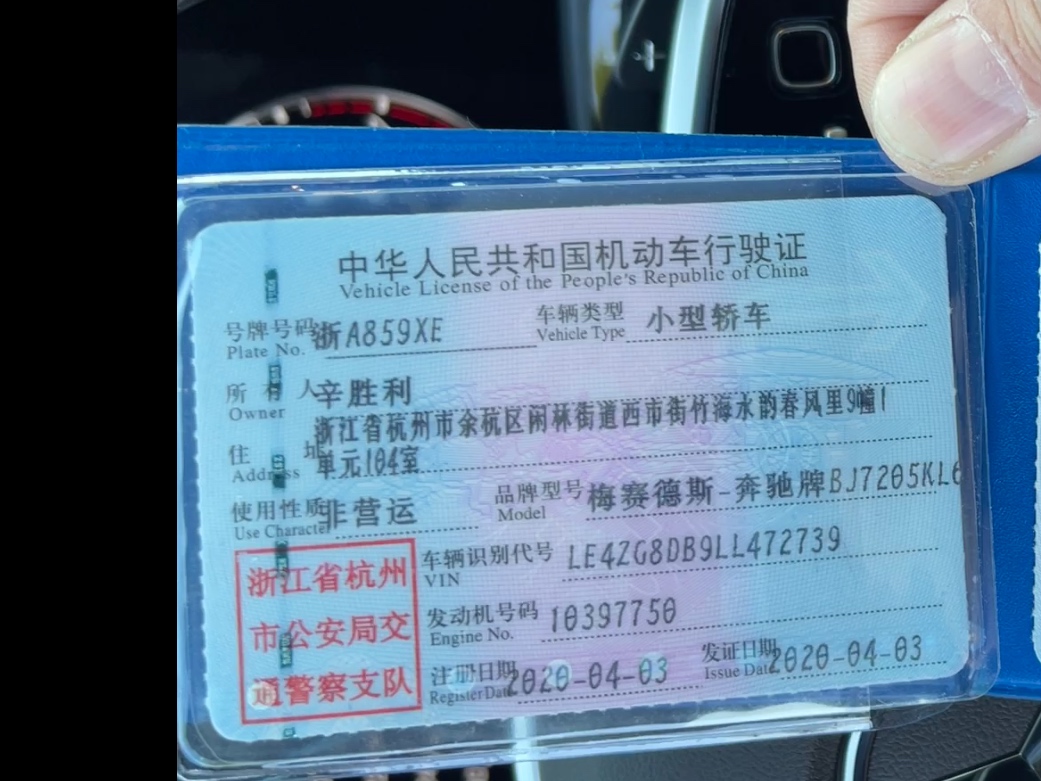 中华人民共和国机动车行驶证
Vehicle License of the People's Republic of China
号牌号码 浙A859XE 车辆类型 小型轿车
Plate No. Vehicle Type
所有人 辛胜利
Owner
住址 浙江省杭州市余杭区闲林街道西市街竹海水韵春风里9幢1
Address 单元104室
使用性质 非营运 品牌型号 梅赛德斯-奔驰牌BJ7205KL
Use Character Model
车辆识别代号 LE4ZG8DB9LL472739
VIN
发动机号码 10397750
Engine No.
注册日期 2020-04-03 发证日期 2020-04-03
Register Date Issue Date
浙江省杭州
市公安局交
通警察支队